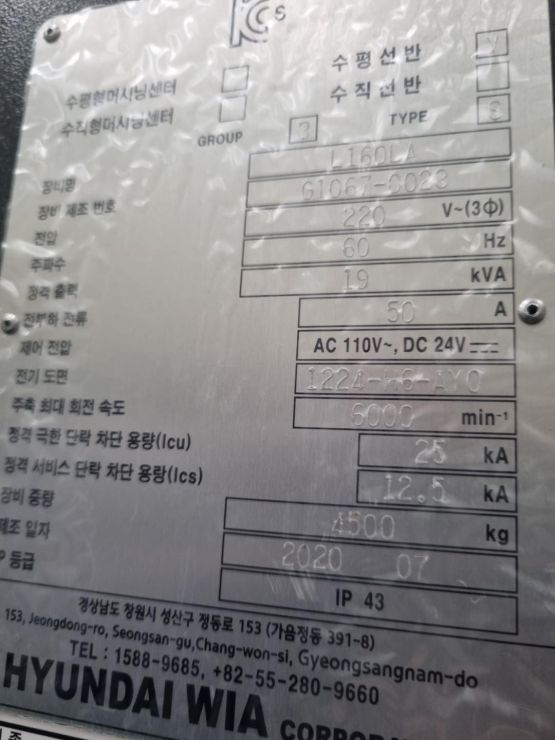 KCs
수평형머시닝센터 수평선반 V
수직형머시닝센터 수직선반
GROUP 3 TYPE S
장비명 L160LA
장비 제조 번호 G1067-0023
전압 220 V~(3Φ)
주파수 60 Hz
정격 출력 19 kVA
전부하 전류 50 A
제어 전압 AC 110V~, DC 24V
전기 도면
주축 최대 회전 속도 6000 min-1
정격 극한 단락 차단 용량(Icu) 25 kA
정격 서비스 단락 차단 용량(Ics) 12.5 kA
장비 중량 4500 kg
제조 일자 2020 07
P 등급 IP 43
경상남도 창원시 성산구 정동로 153 (가음정동 391-8)
153, Jeongdong-ro, Seongsan-gu,Chang-won-si, Gyeongsangnam-do
TEL : 1588-9685, +82-55-280-9660
HYUNDAI WIA CORPORA